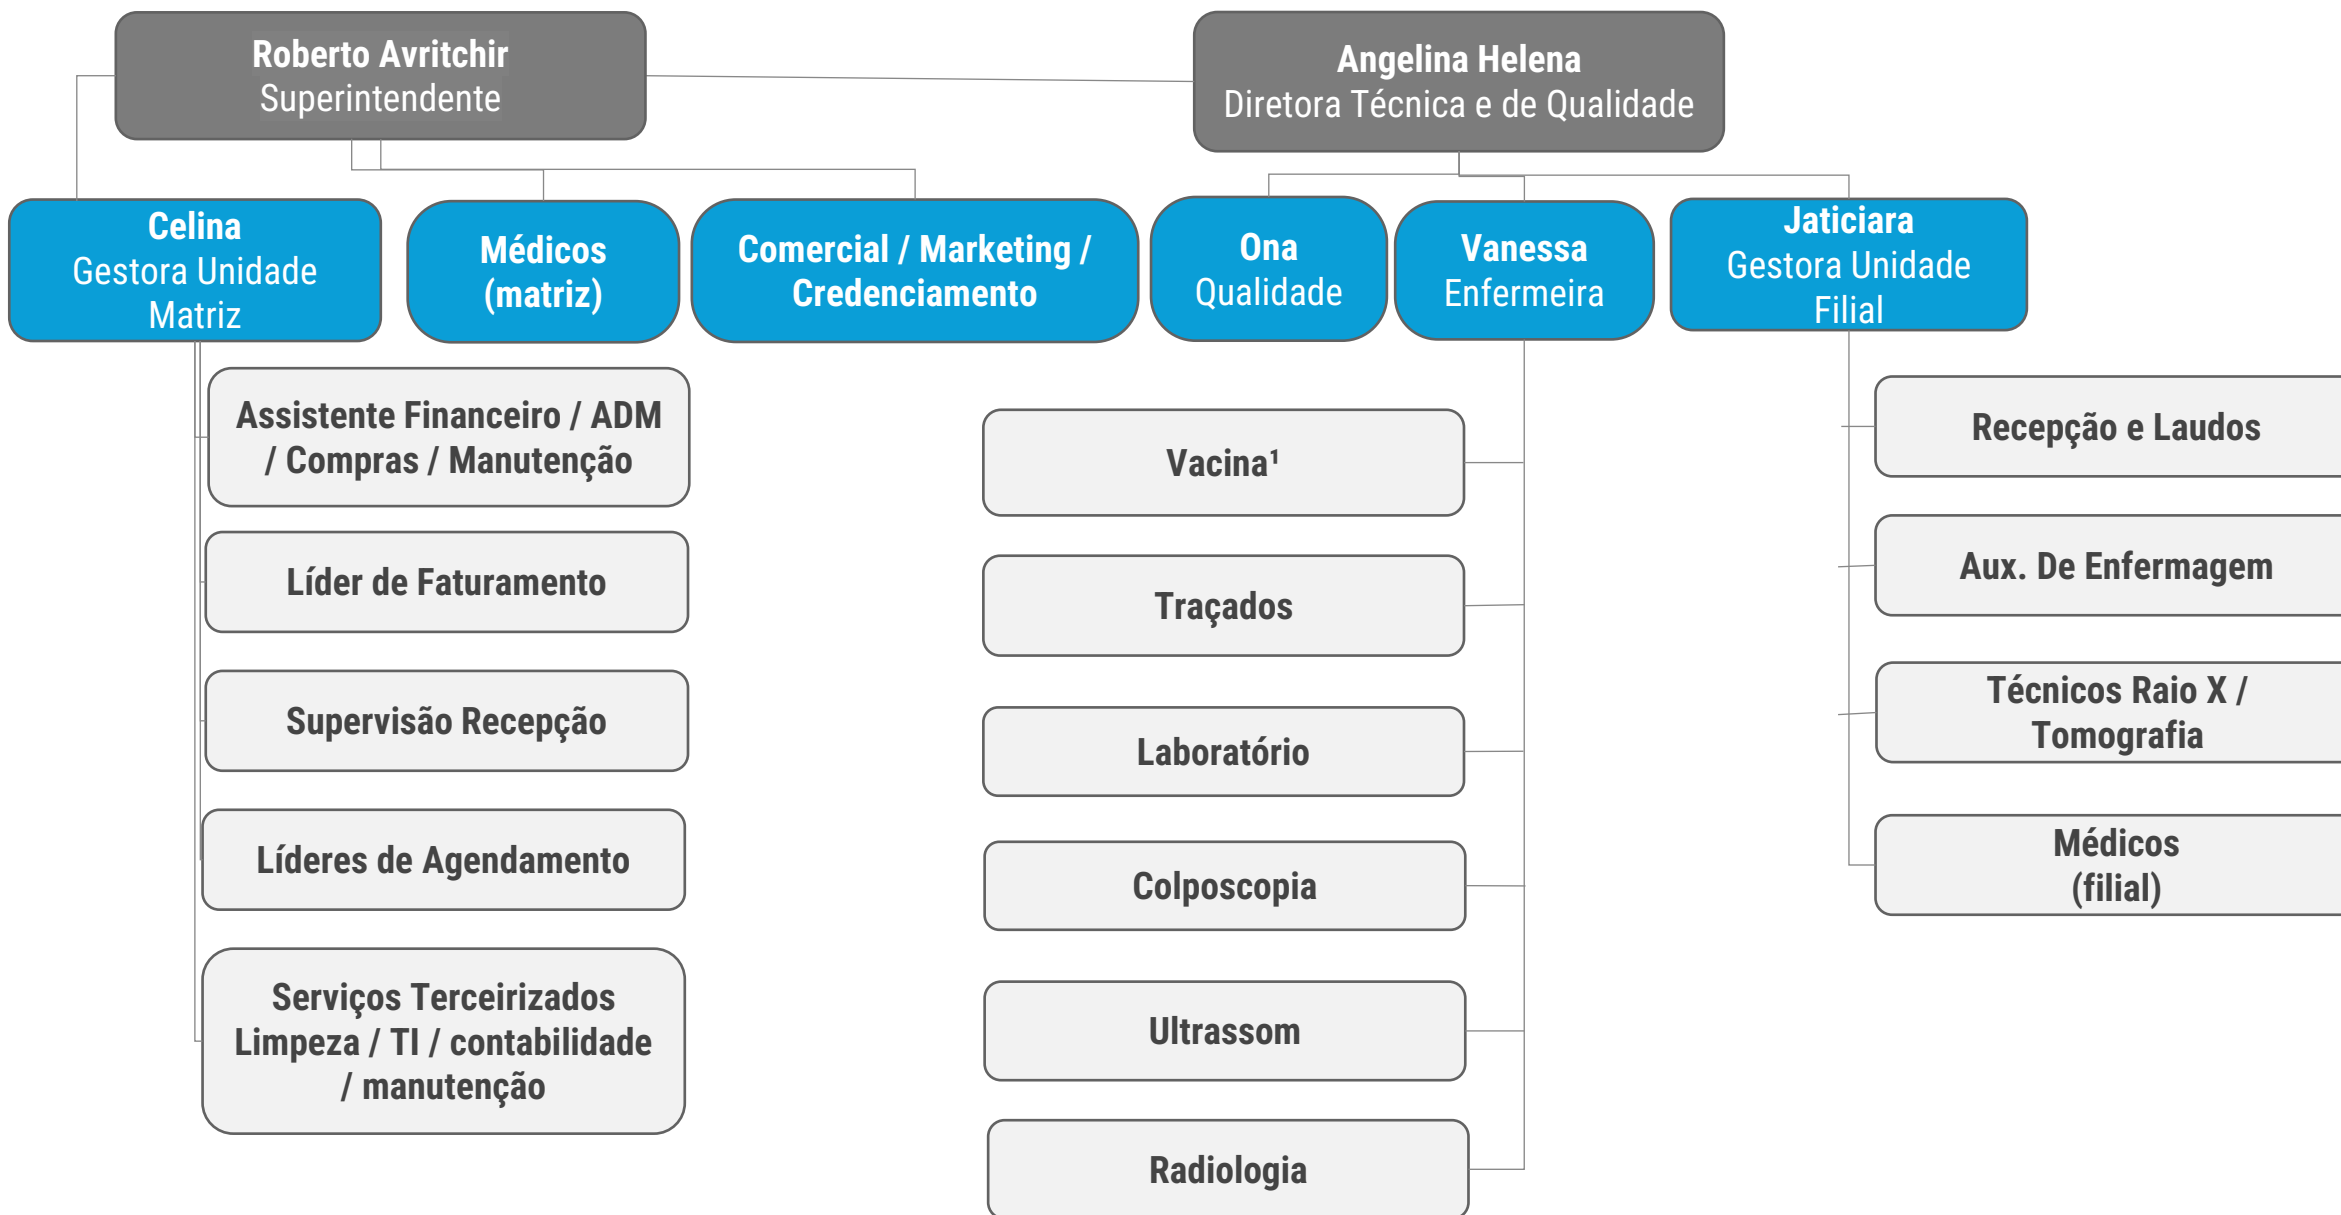 Roberto Avritchir
Superintendente
Angelina Helena
Diretora Técnica e de Qualidade
Celina
Gestora Unidade
Matriz
Médicos
(matriz)
Comercial / Marketing /
Credenciamento
Ona
Qualidade
Vanessa
Enfermeira
Jaticiara
Gestora Unidade
Filial
Assistente Financeiro / ADM
/ Compras / Manutenção
Líder de Faturamento
Supervisão Recepção
Líderes de Agendamento
Serviços Terceirizados
Limpeza / TI / contabilidade
/ manutenção
Vacina¹
Traçados
Laboratório
Colposcopia
Ultrassom
Radiologia
Recepção e Laudos
Aux. De Enfermagem
Técnicos Raio X /
Tomografia
Médicos
(filial)